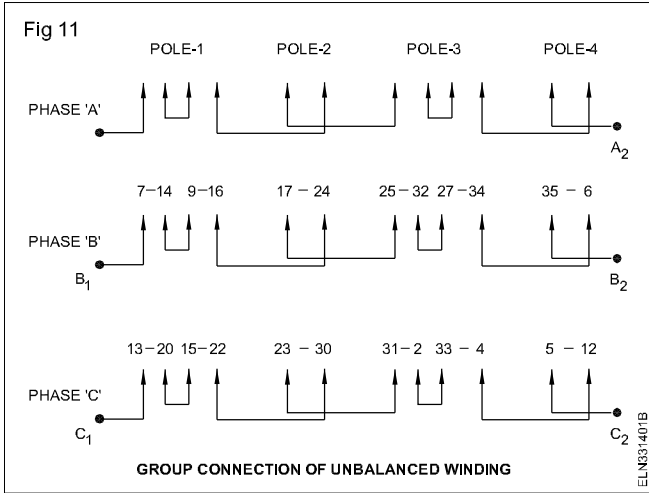 Fig 11
POLE-1 POLE-2 POLE-3 POLE-4
PHASE 'A'
A2
7–14 9–16 17 – 24 25–32 27–34 35 – 6
PHASE 'B'
B1 B2
13–20 15–22 23 – 30 31–2 33 – 4 5 – 12
PHASE 'C'
C1 C2
GROUP CONNECTION OF UNBALANCED WINDING
ELN331401B